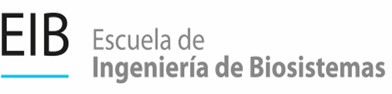 EIB
Escuela de
Ingeniería de Biosistemas